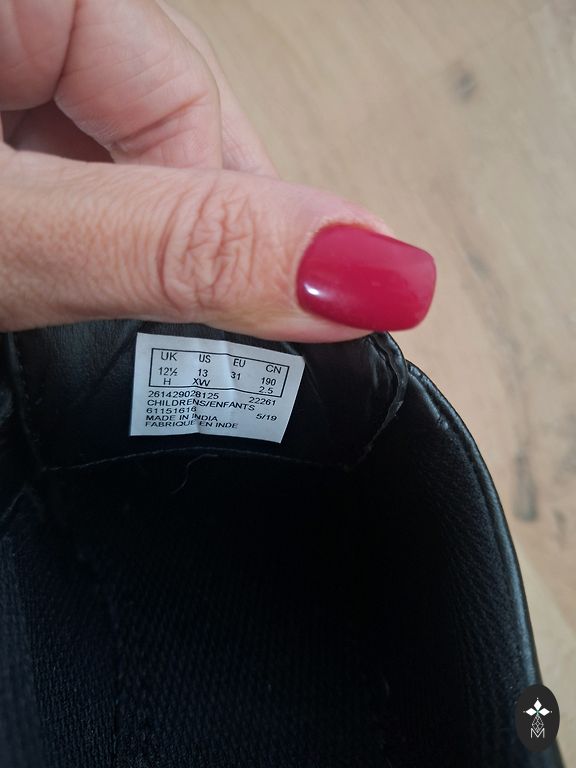 UK US EU CN
12½ 13 31 190
H XW 2.5
261429028125 22261
CHILDRENS/ENFANTS
61151616 5/19
MADE IN INDIA
FABRIQUE EN INDE
M